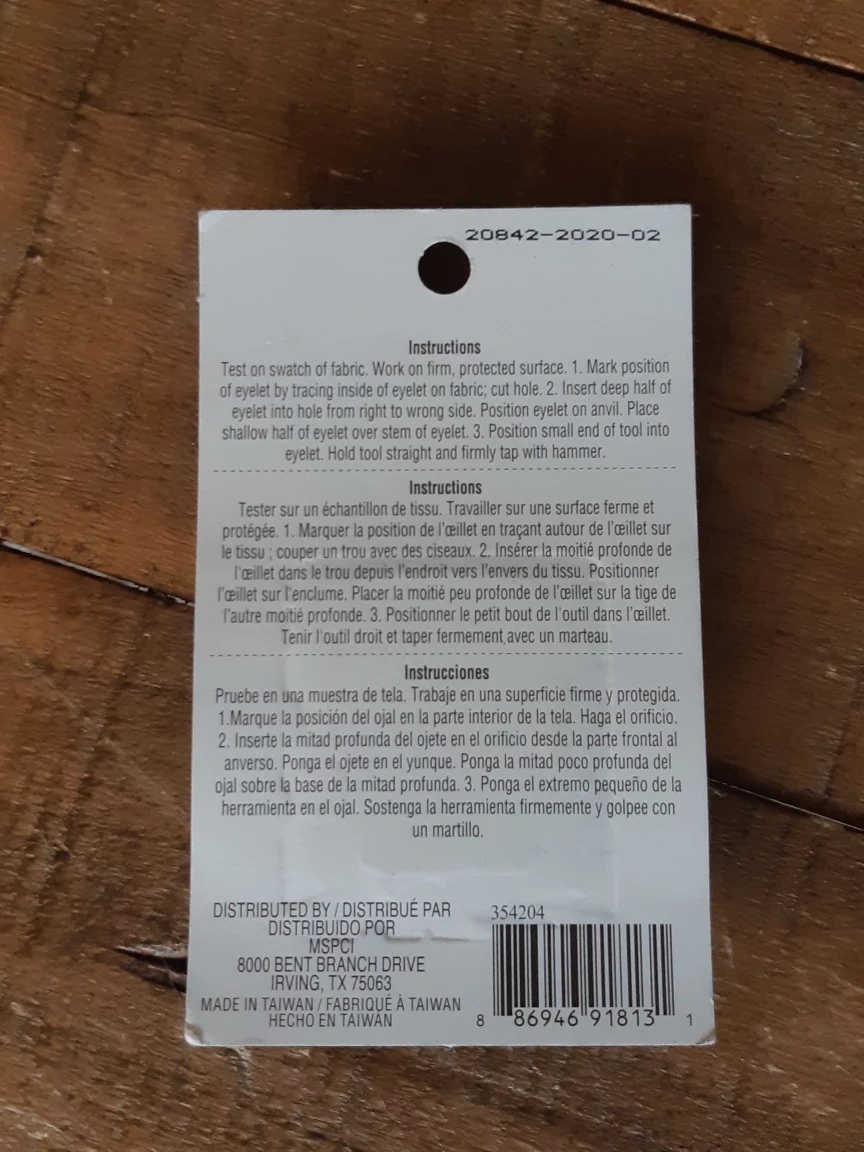 20842-2020-02
Instructions
Test on swatch of fabric. Work on firm, protected surface. 1. Mark position
of eyelet by tracing inside of eyelet on fabric; cut hole. 2. Insert deep half of
eyelet into hole from right to wrong side. Position eyelet on anvil. Place
shallow half of eyelet over stem of eyelet. 3. Position small end of tool into
eyelet. Hold tool straight and firmly tap with hammer.
Instructions
Tester sur un échantillon de tissu. Travailler sur une surface ferme et
protégée. 1. Marquer la position de l'œillet en traçant autour de l'œillet sur
le tissu ; couper un trou avec des ciseaux. 2. Insérer la moitié profonde de
l'œillet dans le trou depuis l'endroit vers l'envers du tissu. Positionner
l'œillet sur l'enclume. Placer la moitié peu profonde de l'œillet sur la tige de
l'autre moitié profonde. 3. Positionner le petit bout de l'outil dans l'œillet.
Tenir l'outil droit et taper fermement avec un marteau.
Instrucciones
Pruebe en una muestra de tela. Trabaje en una superficie firme y protegida.
1.Marque la posición del ojal en la parte interior de la tela. Haga el orificio.
2. Inserte la mitad profunda del ojete en el orificio desde la parte frontal al
anverso. Ponga el ojete en el yunque. Ponga la mitad poco profunda del
ojal sobre la base de la mitad profunda. 3. Ponga el extremo pequeño de la
herramienta en el ojal. Sostenga la herramienta firmemente y golpee con
un martillo.
DISTRIBUTED BY / DISTRIBUÉ PAR
DISTRIBUIDO POR
MSPCI
8000 BENT BRANCH DRIVE
IRVING, TX 75063
MADE IN TAIWAN / FABRIQUÉ À TAIWAN
HECHO EN TAIWAN
354204
8 86946 91813 1